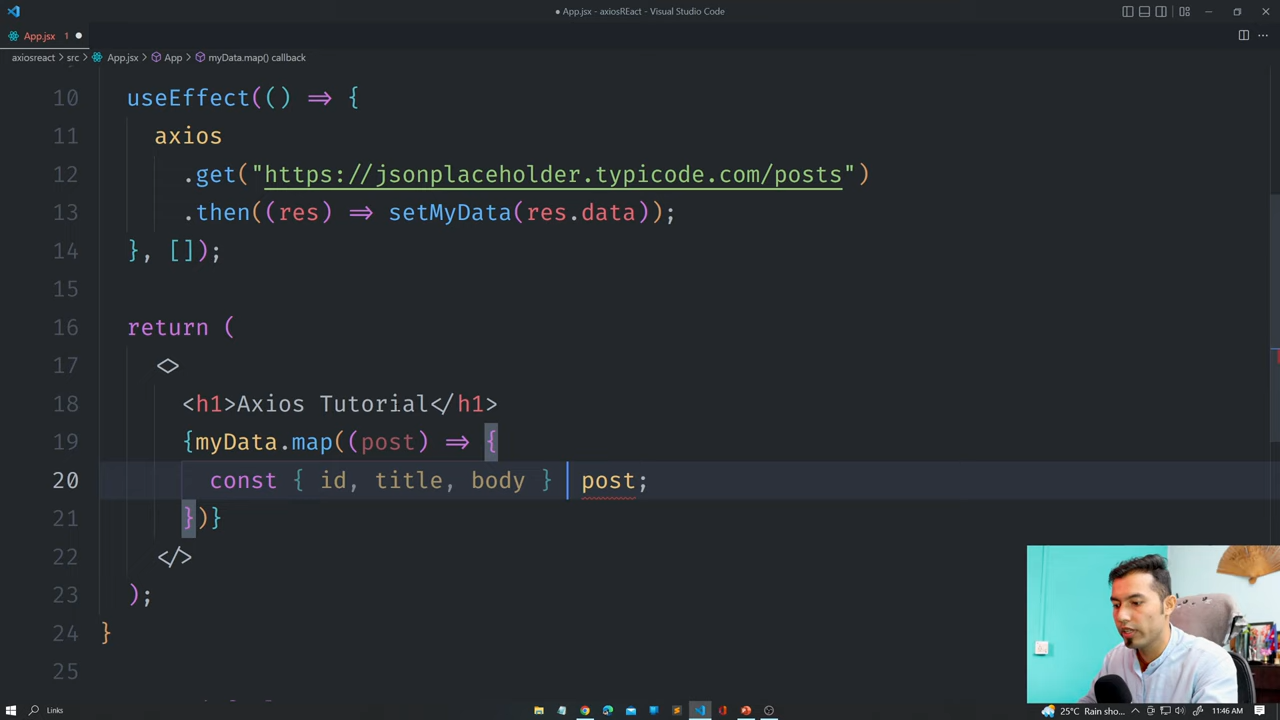 ● App.jsx - axiosREact - Visual Studio Code
App.jsx 1 ●
axiosreact > src > App.jsx > App > myData.map() callback
10 useEffect(() => {
11 axios
12 .get("https://jsonplaceholder.typicode.com/posts")
13 .then((res) => setMyData(res.data));
14 }, []);
15
16 return (
17 <>
18 <h1>Axios Tutorial</h1>
19 {myData.map((post) => {
20 const { id, title, body } post;
21 })}
22 </>
23 );
24 }
25
Links
25°C Rain sho...
11:46 AM